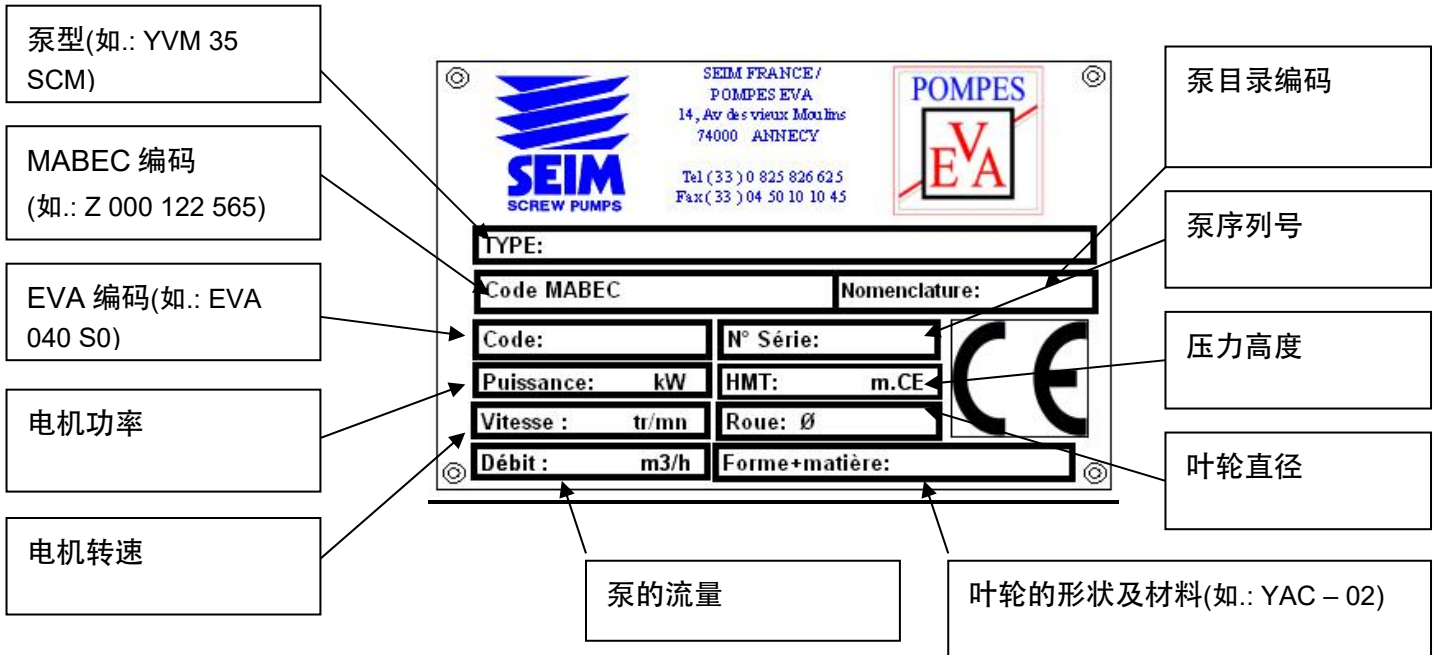 泵型(如.: YVM 35
SCM)
MABEC 编码
(如.: Z 000 122 565)
EVA 编码(如.: EVA
040 S0)
电机功率
电机转速
SEIM
SCREW PUMPS
SEIM FRANCE/
POMPES EVA
14, Av des vieux Moulins
74000 ANNECY
Tel (33) 0 825 826 625
Fax (33) 04 50 10 10 45
POMPES
EVA
TYPE:
Code MABEC
Nomenclature:
Code:
N° Série:
Puissance: kW
HMT: m.CE
Vitesse : tr/mn
Roue: Ø
Débit : m3/h
Forme+matière:
CE
泵目录编码
泵序列号
压力高度
叶轮直径
泵的流量
叶轮的形状及材料(如.: YAC – 02)